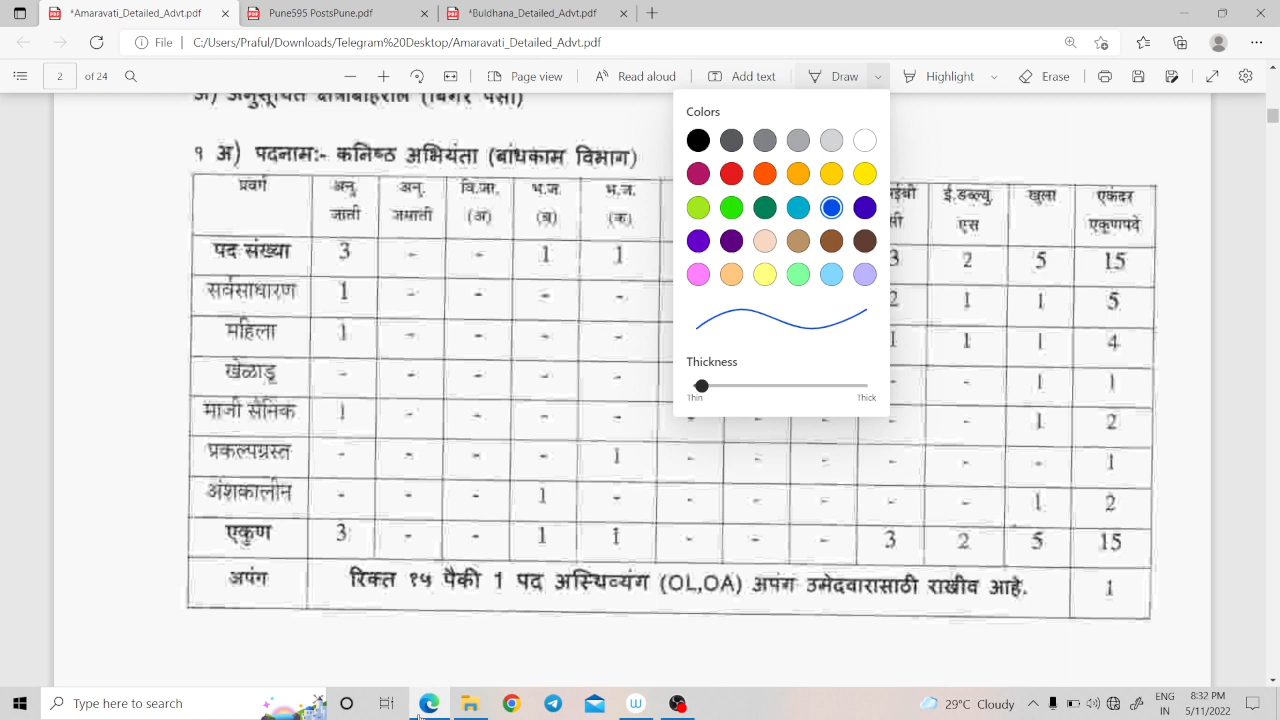 *Amaravati_Detailed_Advt.pdf
Pune595 PostsPune.pdf
*Buldhana_Detailed_Advt.pdf
File
C:/Users/Praful/Downloads/Telegram%20Desktop/Amaravati_Detailed_Advt.pdf
2 of 24
Page view
Read aloud
Add text
Draw
Highlight
Erase
अ) अनुसूचित क्षेत्राबाहेरील (बिगर पेसा)
१ अ) पदनामः- कनिष्ठ अभियंता (बांधकाम विभाग)
प्रवर्ग अनु जाती अनु. जमाती वि.जा. (अ) भ.ज. (ब) भ.ज. (क) ई.डब्ल्यु. एस खुला एकंदर एकुणपदे
पद संख्या 3 - - 1 1 3 2 5 15
सर्वसाधारण 1 - - - - 2 1 1 5
महिला 1 - - - - 1 1 1 4
खेळाडू - - - - - - - 1 1
माजी सैनिक 1 - - - - - - - - - 1 2
प्रकल्पग्रस्त - - - - 1 - - - - - - 1
अंशकालीन - - - 1 - - - - - - 1 2
एकुण 3 - - 1 1 - - - 3 2 5 15
अपंग रिक्त १५ पैकी 1 पद अस्थिव्यंग (OL,OA) अपंग उमेदवारासाठी राखीव आहे. 1
Colors
Thickness
Thin Thick
Type here to search
29°C Cloudy
ENG
IN
8:32 PM
5/11/2022